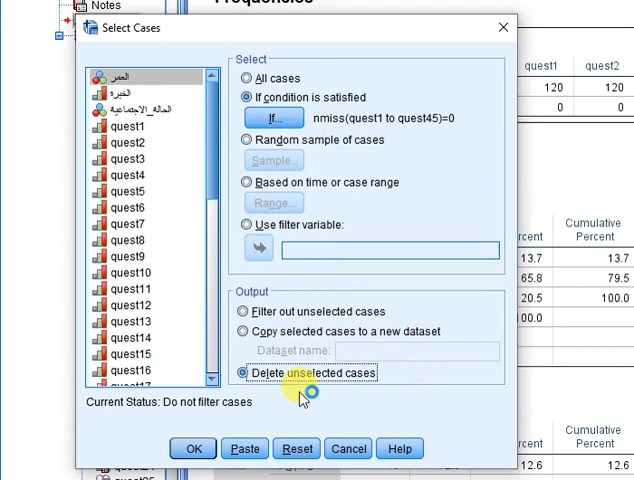 Notes
Frequencies
Select Cases
العمر
الخبرة
الحالة_الاجتماعية
quest1
quest2
quest3
quest4
quest5
quest6
quest7
quest8
quest9
quest10
quest11
quest12
quest13
quest14
quest15
quest16
quest17
Select
All cases
If condition is satisfied
If... nmiss(quest1 to quest45)=0
Random sample of cases
Sample...
Based on time or case range
Range...
Use filter variable:
Output
Filter out unselected cases
Copy selected cases to a new dataset
Dataset name:
Delete unselected cases
Current Status: Do not filter cases
OK Paste Reset Cancel Help
quest1 quest2
120 120
0 0
Cumulative
Percent
13.7 13.7
65.8 79.5
20.5 100.0
100.0
Cumulative
Percent
12.6 12.6